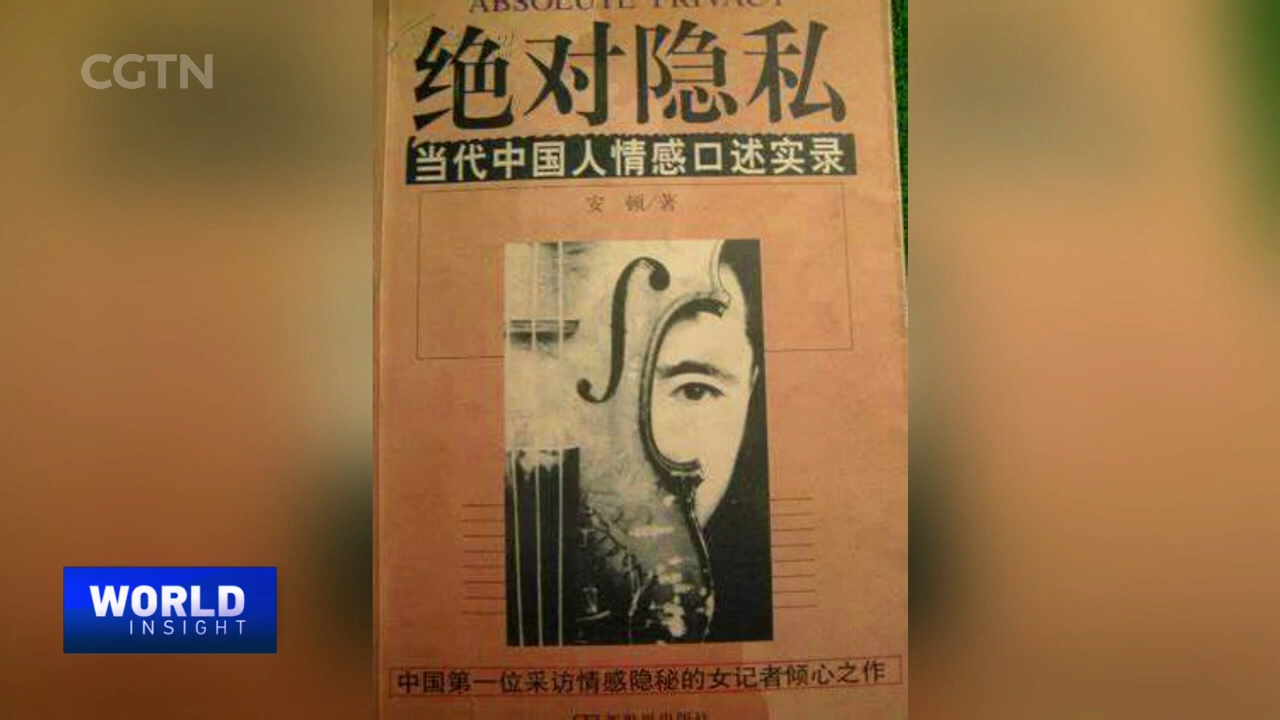 ABSOLUTE PRIVACY
CGTN
绝对隐私
当代中国人情感口述实录
安 顿/著
WORLD
INSIGHT
中国第一位采访情感隐秘的女记者倾心之作